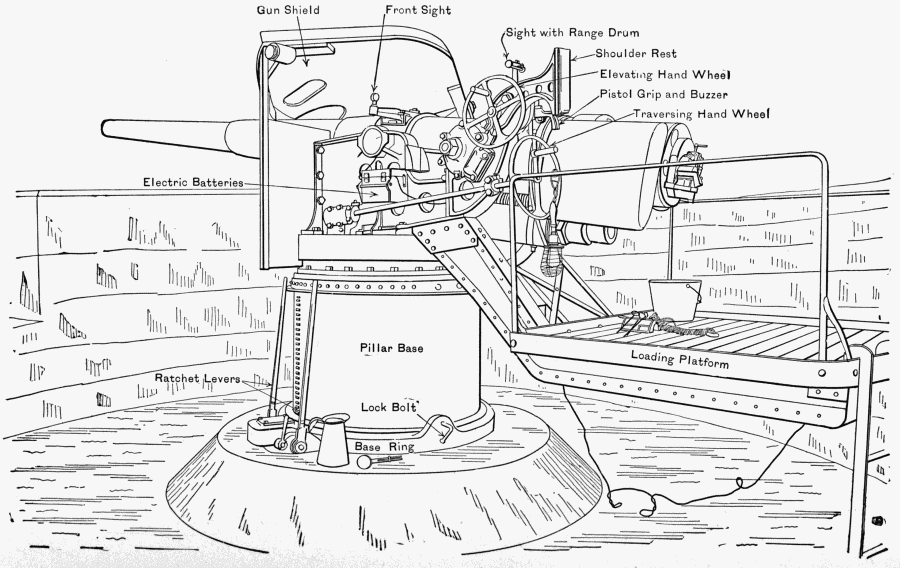 Gun Shield
Front Sight
Sight with Range Drum
Shoulder Rest
Elevating Hand Wheel
Pistol Grip and Buzzer
Traversing Hand Wheel
Electric Batteries
Pillar Base
Loading Platform
Ratchet Levers
Lock Bolt
Base Ring